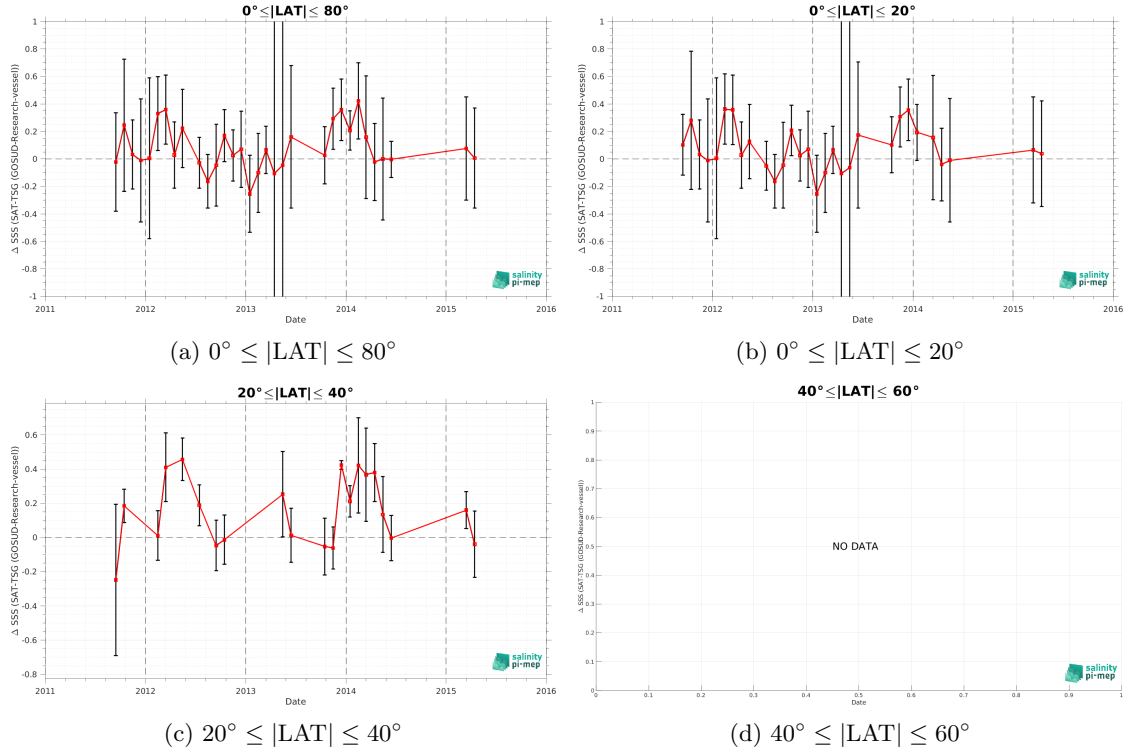 0°≤|LAT|≤ 80°
Δ SSS (SAT-TSG (GOSUD-Research-vessel))
1
0.8
0.6
0.4
0.2
0
-0.2
-0.4
-0.6
-0.8
-1
2011 2012 2013 2014 2015 2016
Date
salinity
pi-mep
(a) 0° ≤ |LAT| ≤ 80°
0°≤|LAT|≤ 20°
Δ SSS (SAT-TSG (GOSUD-Research-vessel))
1
0.8
0.6
0.4
0.2
0
-0.2
-0.4
-0.6
-0.8
-1
2011 2012 2013 2014 2015 2016
Date
salinity
pi-mep
(b) 0° ≤ |LAT| ≤ 20°
20°≤|LAT|≤ 40°
Δ SSS (SAT-TSG (GOSUD-Research-vessel))
0.6
0.4
0.2
0
-0.2
-0.4
-0.6
-0.8
2011 2012 2013 2014 2015 2016
Date
salinity
pi-mep
(c) 20° ≤ |LAT| ≤ 40°
40°≤|LAT|≤ 60°
Δ SSS (SAT-TSG (GOSUD-Research-vessel))
1
0.9
0.8
0.7
0.6
0.5
0.4
0.3
0.2
0.1
0
NO DATA
0 0.1 0.2 0.3 0.4 0.5 0.6 0.7 0.8 0.9 1
Date
salinity
pi-mep
(d) 40° ≤ |LAT| ≤ 60°